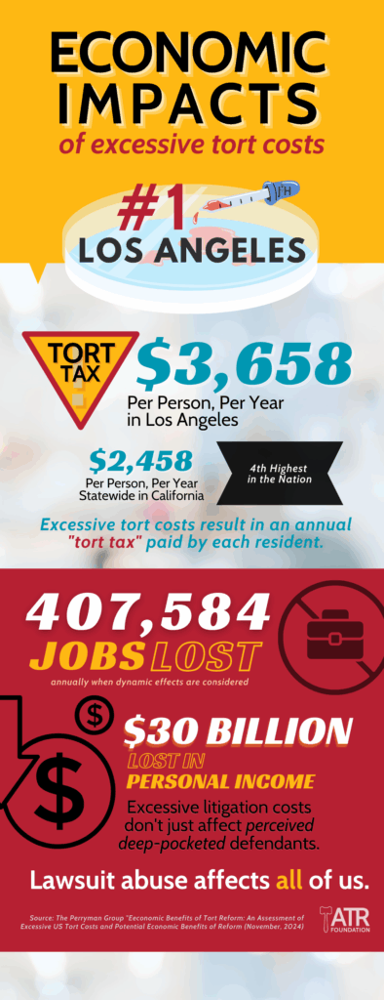 ECONOMIC
IMPACTS
of excessive tort costs
#1
LOS ANGELES
TORT
TAX
$3,658
Per Person, Per Year
in Los Angeles
$2,458
Per Person, Per Year
Statewide in California
4th Highest
in the Nation
Excessive tort costs result in an annual
"tort tax" paid by each resident.
407,584
JOBS LOST
annually when dynamic effects are considered
$
$
$30 BILLION
LOST IN
PERSONAL INCOME
Excessive litigation costs
don't just affect perceived
deep-pocketed defendants.
Lawsuit abuse affects all of us.
Source: The Perryman Group "Economic Benefits of Tort Reform: An Assessment of
Excessive US Tort Costs and Potential Economic Benefits of Reform (November, 2024)
ATR
FOUNDATION